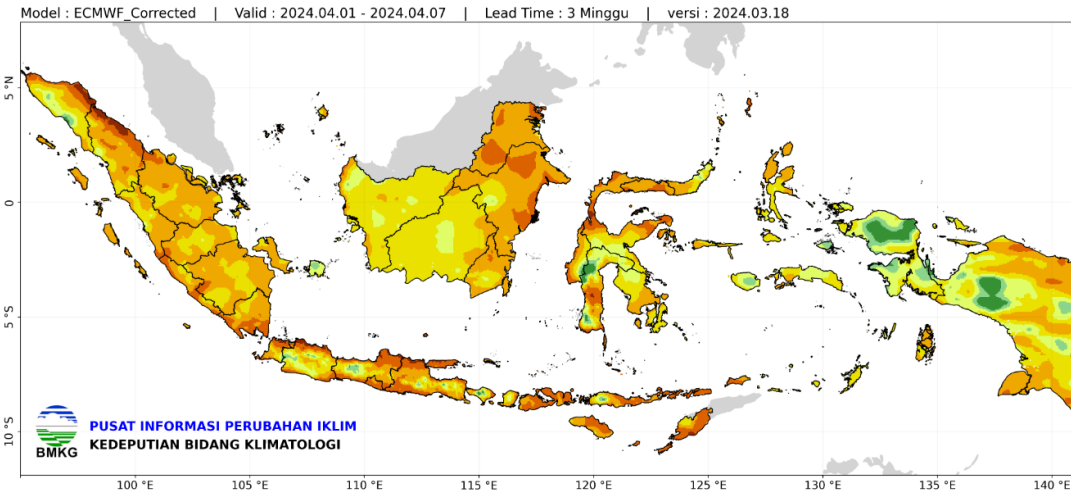 Model : ECMWF_Corrected | Valid : 2024.04.01 - 2024.04.07 | Lead Time : 3 Minggu | versi : 2024.03.18
5 °N
0
5 °S
10 °S
PUSAT INFORMASI PERUBAHAN IKLIM
KEDEPUTIAN BIDANG KLIMATOLOGI
BMKG
100 °E 105 °E 110 °E 115 °E 120 °E 125 °E 130 °E 135 °E 140 °E